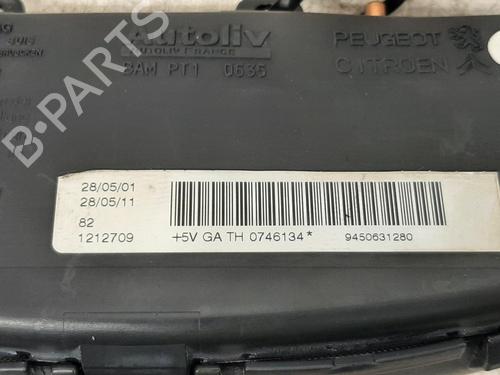 Autoliv
AUTOLIV FRANCE
BAM PT1 0635
PEUGEOT
CITROEN
B-PARTS
28/05/01
28/05/11
82
1212709
+5V GA TH 0746134*
9450631280